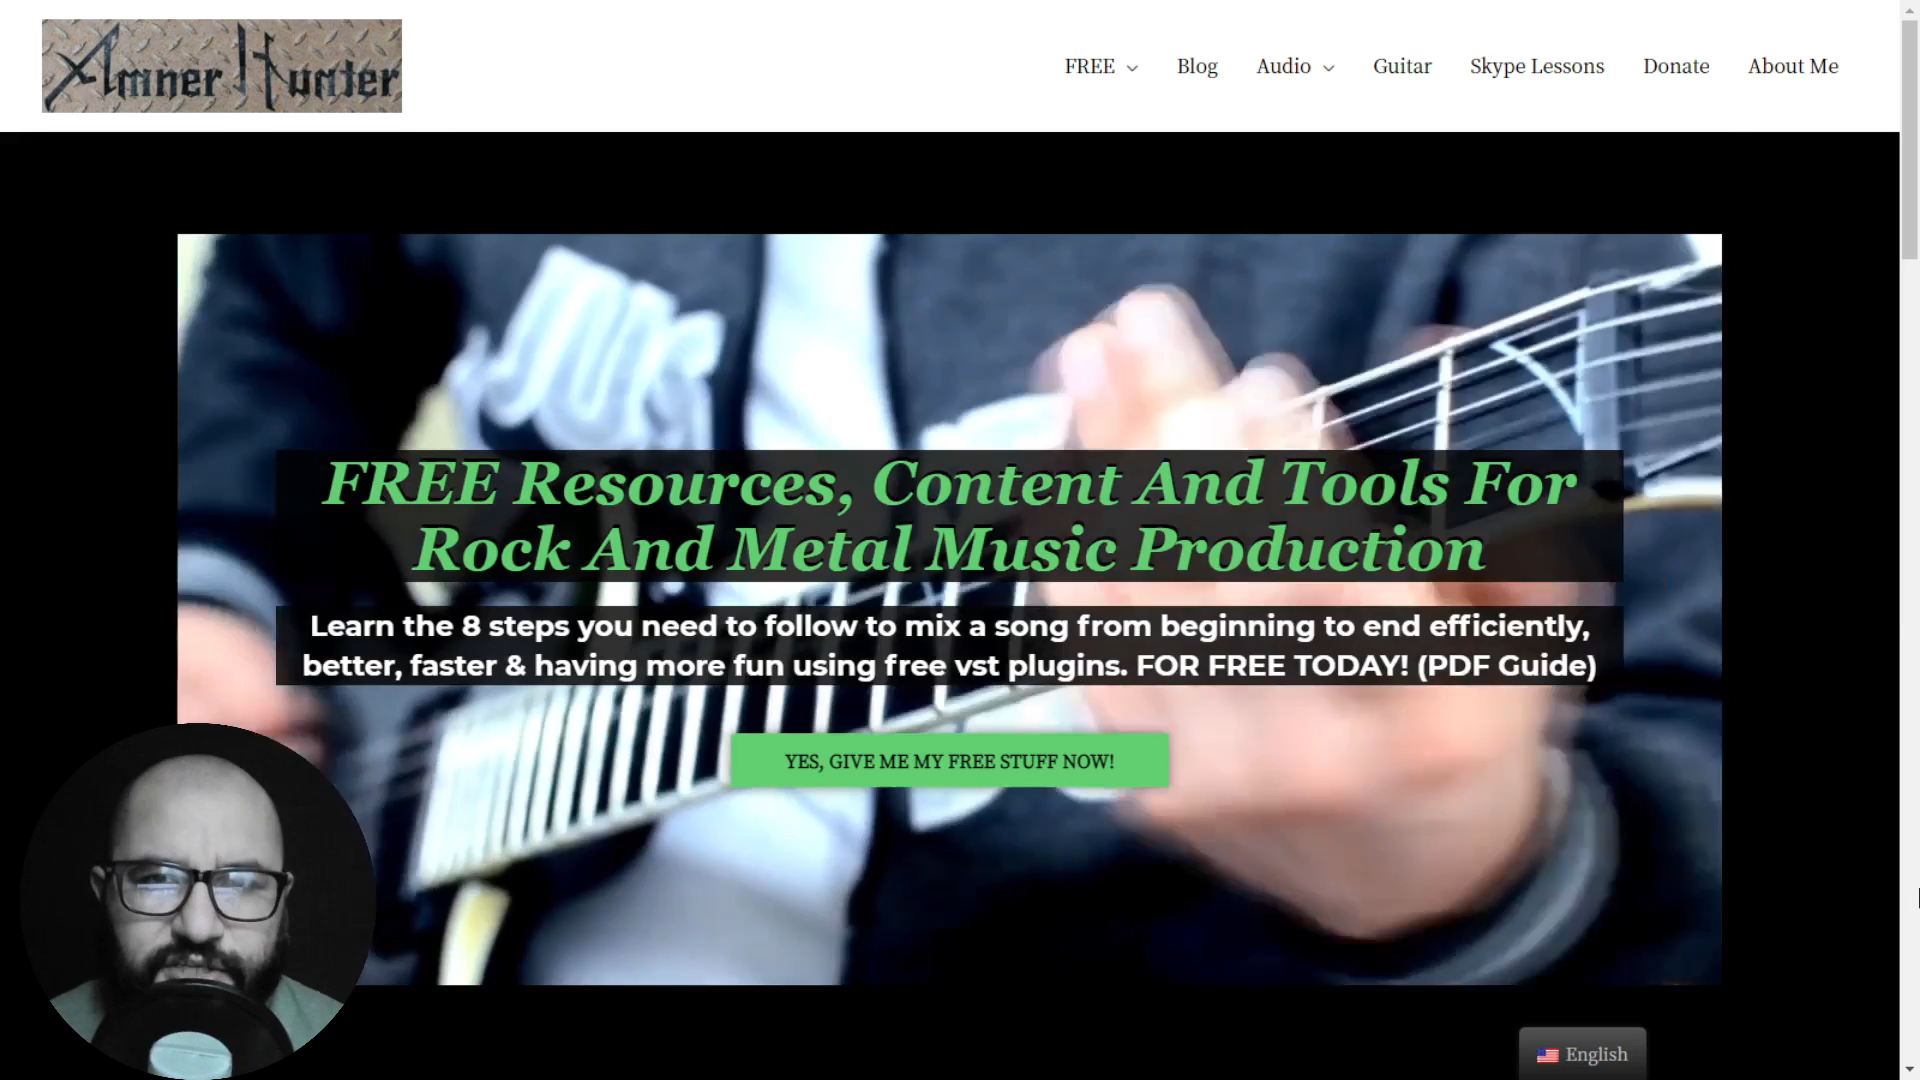 Amner Hunter
FREE Blog Audio Guitar Skype Lessons Donate About Me
FREE Resources, Content And Tools For
Rock And Metal Music Production
Learn the 8 steps you need to follow to mix a song from beginning to end efficiently,
better, faster & having more fun using free vst plugins. FOR FREE TODAY! (PDF Guide)
YES, GIVE ME MY FREE STUFF NOW!
English